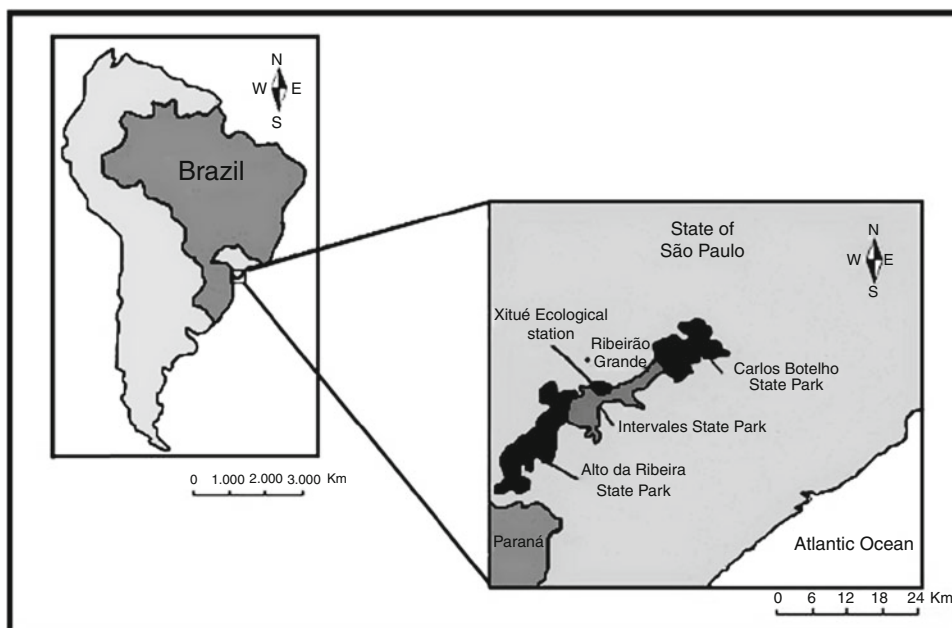 N
W E
S
Brazil
0 1.000 2.000 3.000 Km
State of
São Paulo
N
W E
S
Xitué Ecological
station
Ribeirão
Grande
Carlos Botelho
State Park
Intervales State Park
Alto da Ribeira
State Park
Paraná
Atlantic Ocean
0 6 12 18 24 Km